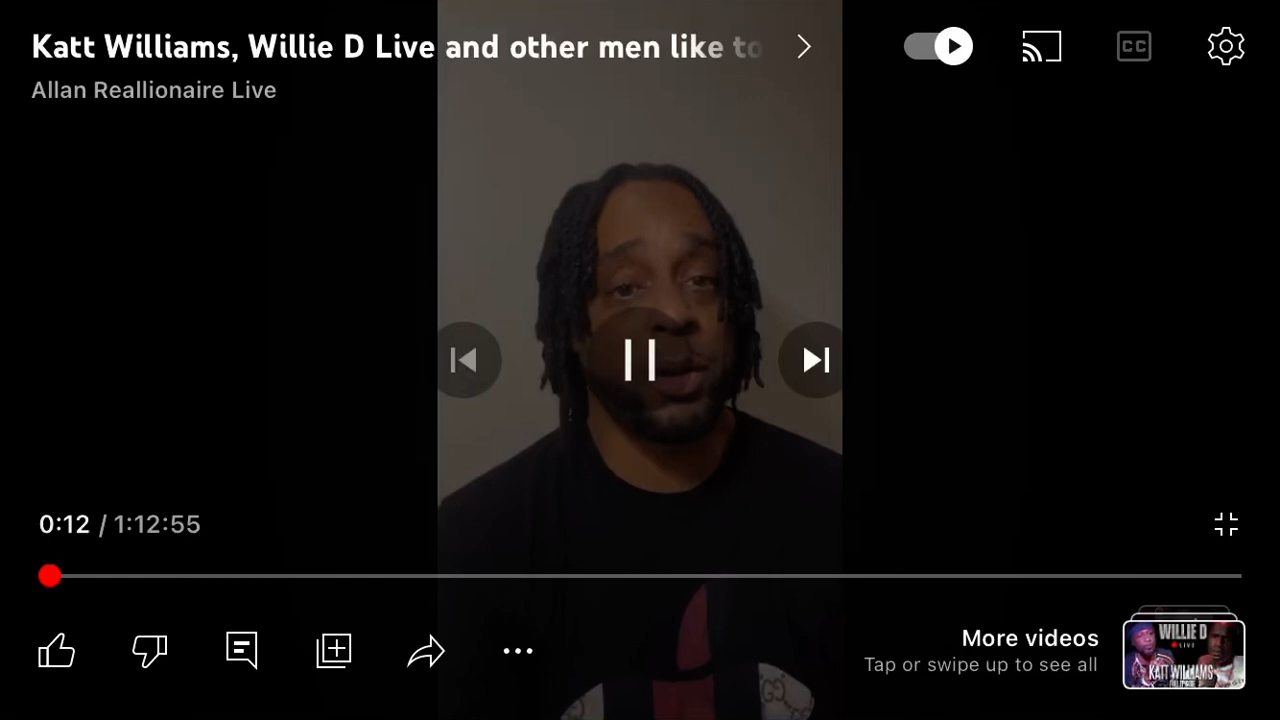 Katt Williams, Willie D Live and other men like to
Allan Reallionaire Live
CC
0:12 / 1:12:55
More videos
Tap or swipe up to see all
WILLIE D
LIVE
KATT WILLIAMS